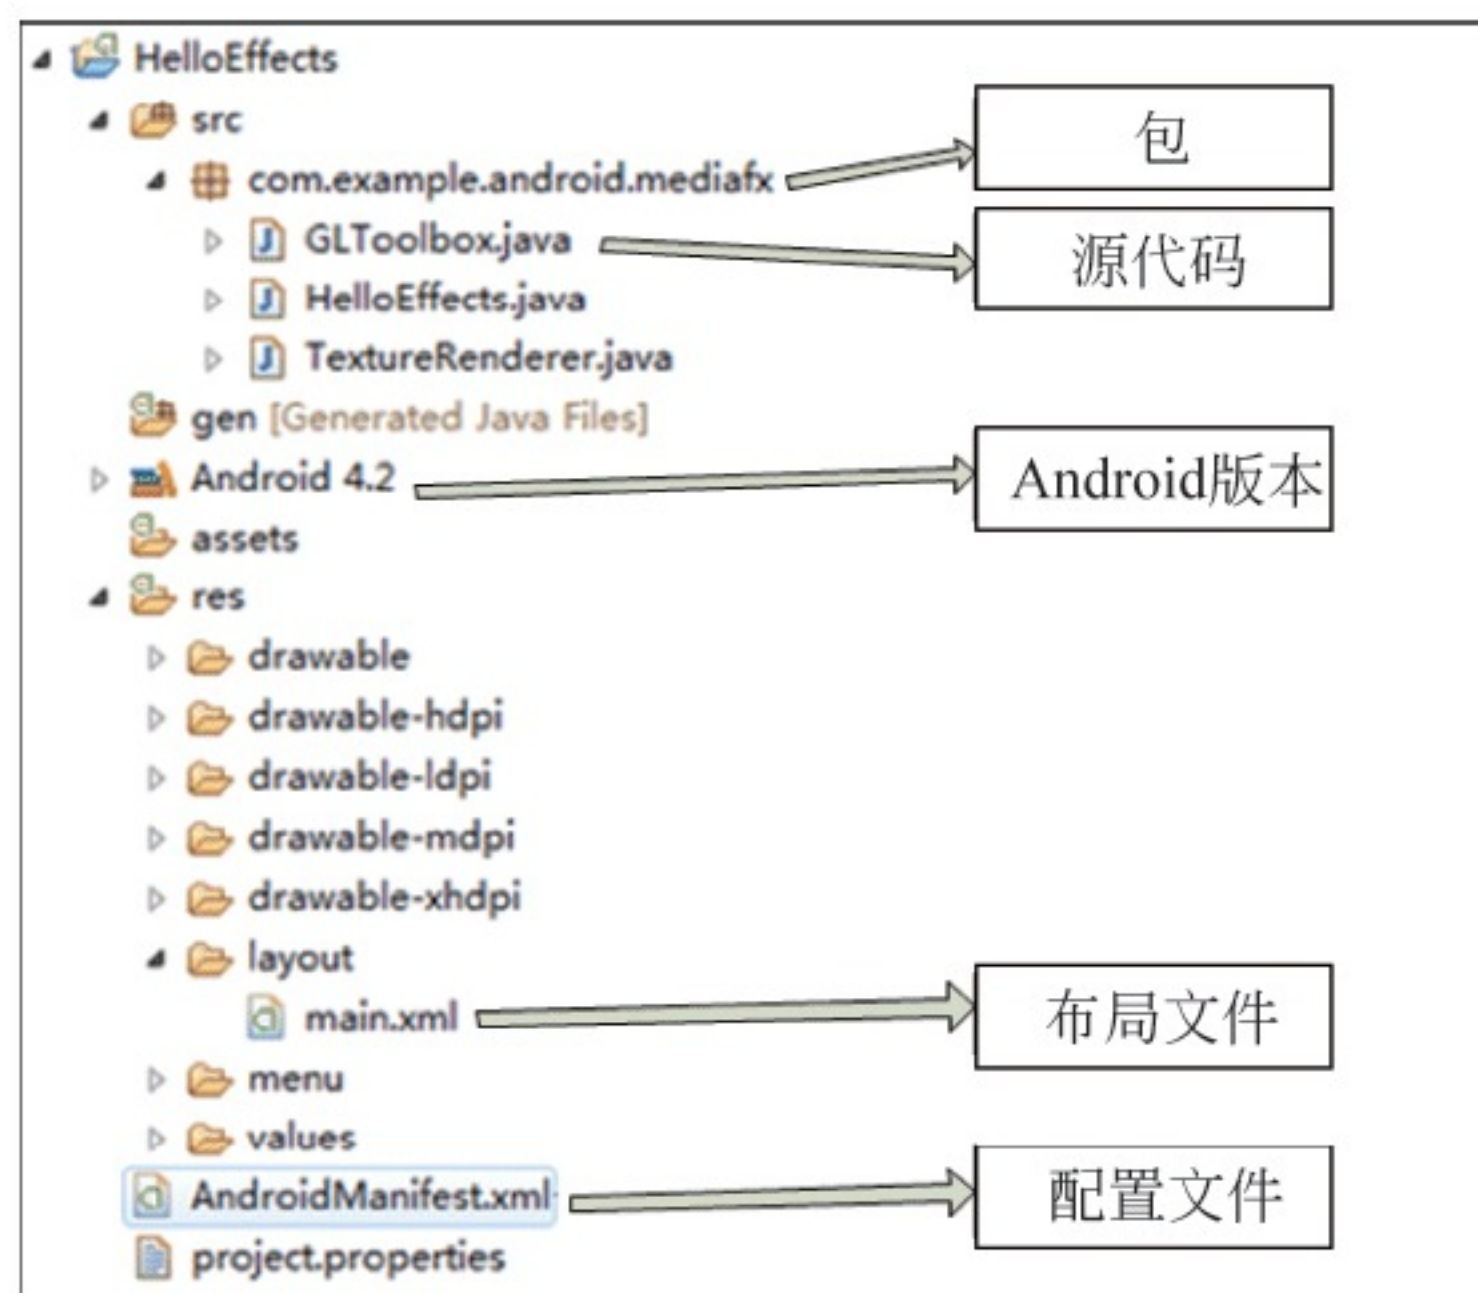 HelloEffects
src
com.example.android.mediafx
包
GLToolbox.java
源代码
HelloEffects.java
TextureRenderer.java
gen [Generated Java Files]
Android 4.2
Android版本
assets
res
drawable
drawable-hdpi
drawable-ldpi
drawable-mdpi
drawable-xhdpi
layout
main.xml
布局文件
menu
values
AndroidManifest.xml
配置文件
project.properties